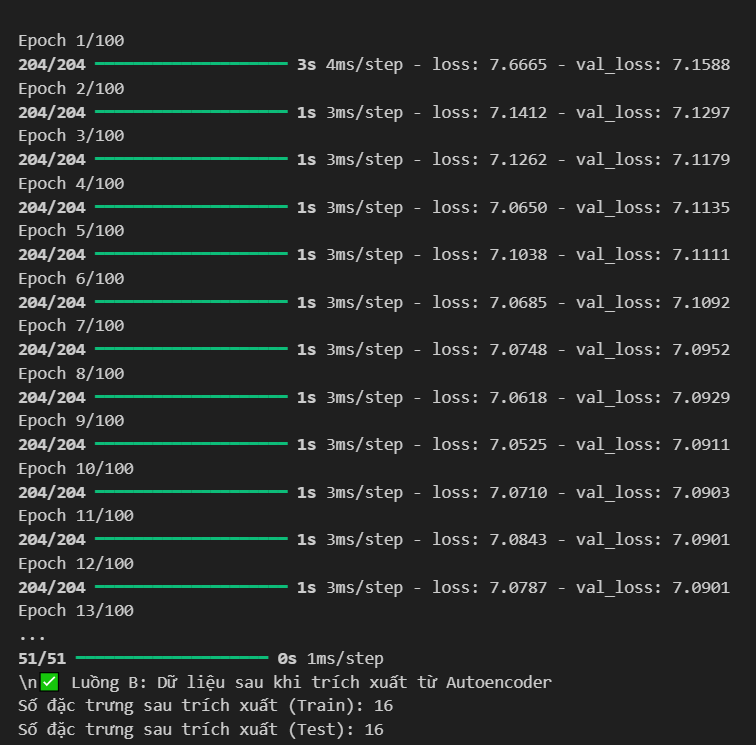 Epoch 1/100
204/204 ━━━━━━━━━━━━━━━━━━━━ 3s 4ms/step - loss: 7.6665 - val_loss: 7.1588
Epoch 2/100
204/204 ━━━━━━━━━━━━━━━━━━━━ 1s 3ms/step - loss: 7.1412 - val_loss: 7.1297
Epoch 3/100
204/204 ━━━━━━━━━━━━━━━━━━━━ 1s 3ms/step - loss: 7.1262 - val_loss: 7.1179
Epoch 4/100
204/204 ━━━━━━━━━━━━━━━━━━━━ 1s 3ms/step - loss: 7.0650 - val_loss: 7.1135
Epoch 5/100
204/204 ━━━━━━━━━━━━━━━━━━━━ 1s 3ms/step - loss: 7.1038 - val_loss: 7.1111
Epoch 6/100
204/204 ━━━━━━━━━━━━━━━━━━━━ 1s 3ms/step - loss: 7.0685 - val_loss: 7.1092
Epoch 7/100
204/204 ━━━━━━━━━━━━━━━━━━━━ 1s 3ms/step - loss: 7.0748 - val_loss: 7.0952
Epoch 8/100
204/204 ━━━━━━━━━━━━━━━━━━━━ 1s 3ms/step - loss: 7.0618 - val_loss: 7.0929
Epoch 9/100
204/204 ━━━━━━━━━━━━━━━━━━━━ 1s 3ms/step - loss: 7.0525 - val_loss: 7.0911
Epoch 10/100
204/204 ━━━━━━━━━━━━━━━━━━━━ 1s 3ms/step - loss: 7.0710 - val_loss: 7.0903
Epoch 11/100
204/204 ━━━━━━━━━━━━━━━━━━━━ 1s 3ms/step - loss: 7.0843 - val_loss: 7.0901
Epoch 12/100
204/204 ━━━━━━━━━━━━━━━━━━━━ 1s 3ms/step - loss: 7.0787 - val_loss: 7.0901
Epoch 13/100
...
51/51 ━━━━━━━━━━━━━━━━━━━━ 0s 1ms/step
\n✅ Luồng B: Dữ liệu sau khi trích xuất từ Autoencoder
Số đặc trưng sau trích xuất (Train): 16
Số đặc trưng sau trích xuất (Test): 16